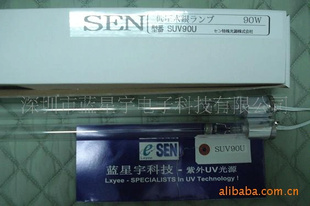 SEN
低圧水銀ランプ 90W
型番 SUV90U
セン特殊光源株式会社
深圳市蓝星宇电子科技有限公司
e SEN
SUV90U
蓝星宇科技 - 紫外UV光源
Lxyee - SPECIALISTS In UV Technology !
alibaba.com.cn